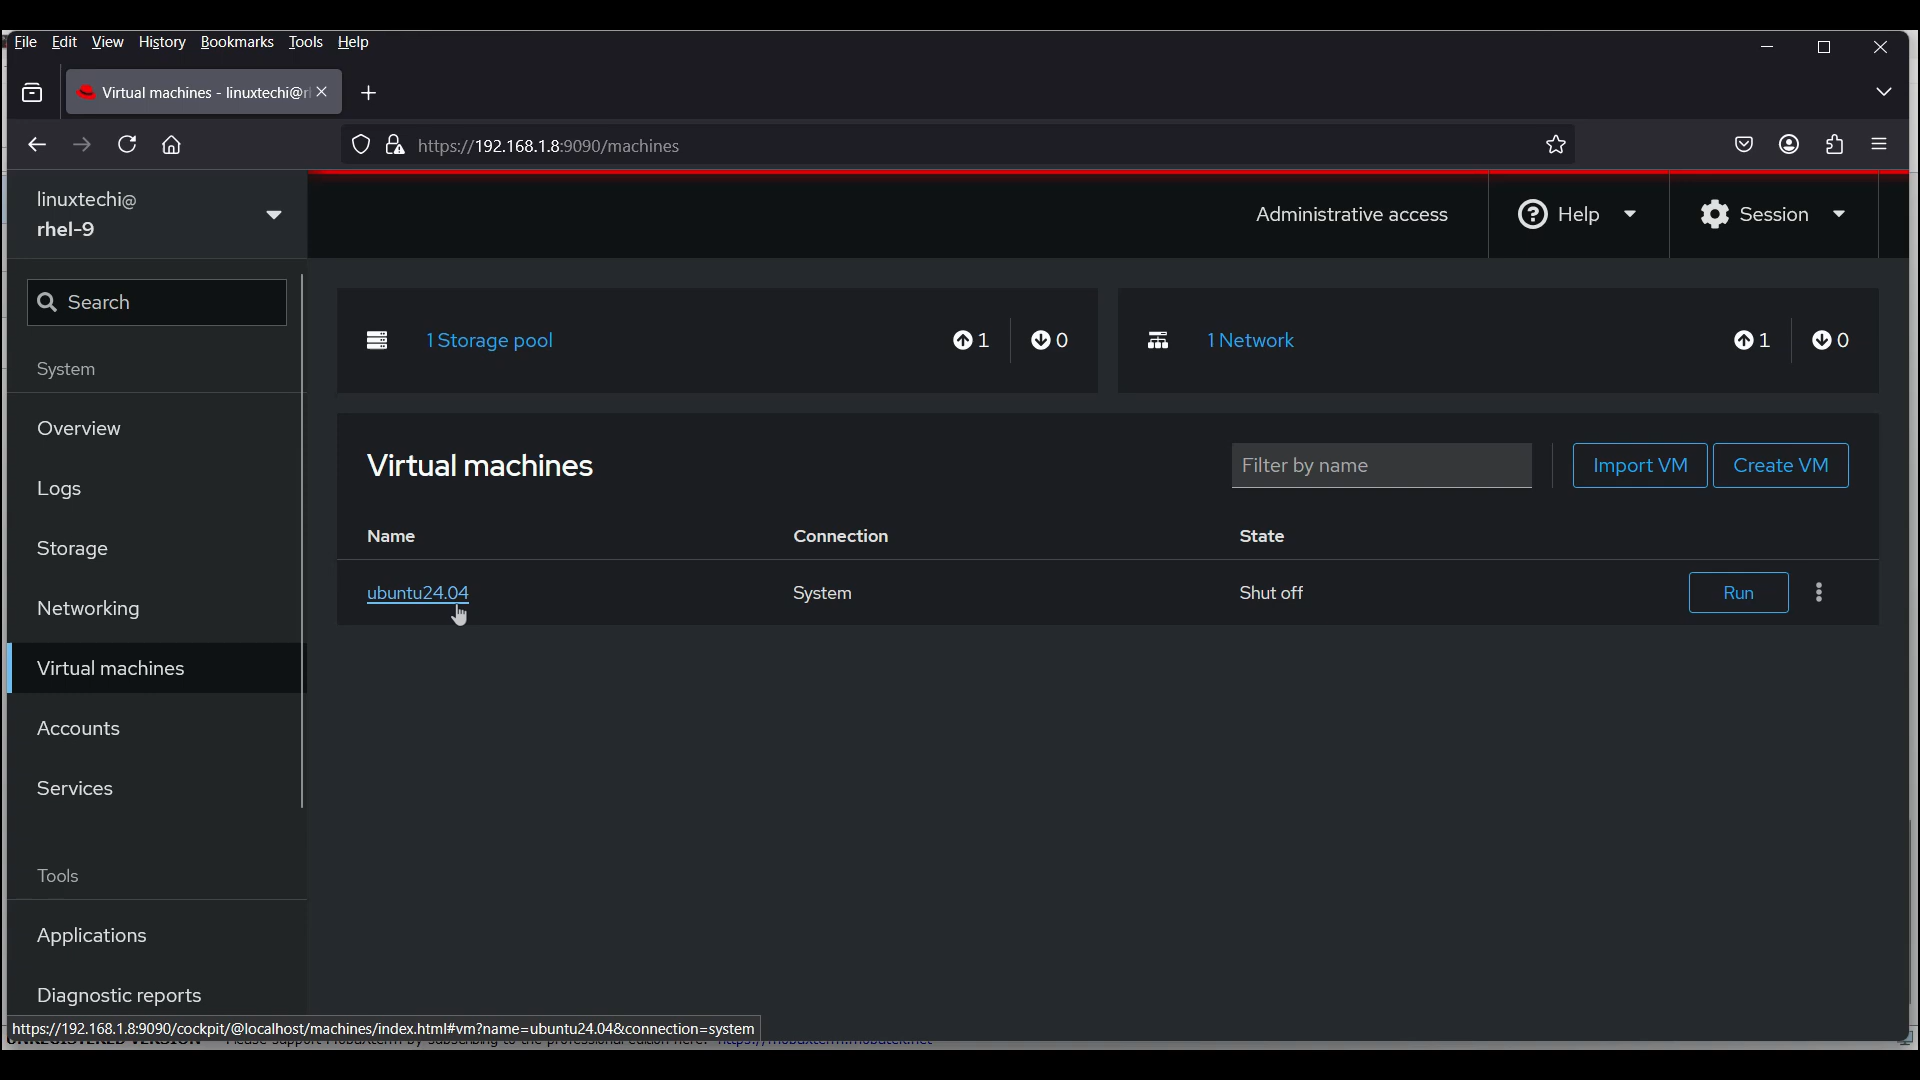 File Edit View History Bookmarks Tools Help
Virtual machines - linuxtechi@r
https://192.168.1.8:9090/machines
linuxtechi@
rhel-9
Administrative access
Help
Session
Search
1 Storage pool
1
0
1 Network
1
0
System
Overview
Logs
Storage
Networking
Virtual machines
Accounts
Services
Tools
Applications
Diagnostic reports
Virtual machines
Filter by name
Import VM
Create VM
Name Connection State
ubuntu24.04 System Shut off Run
https://192.168.1.8:9090/cockpit/@localhost/machines/index.html#vm?name=ubuntu24.04&connection=system